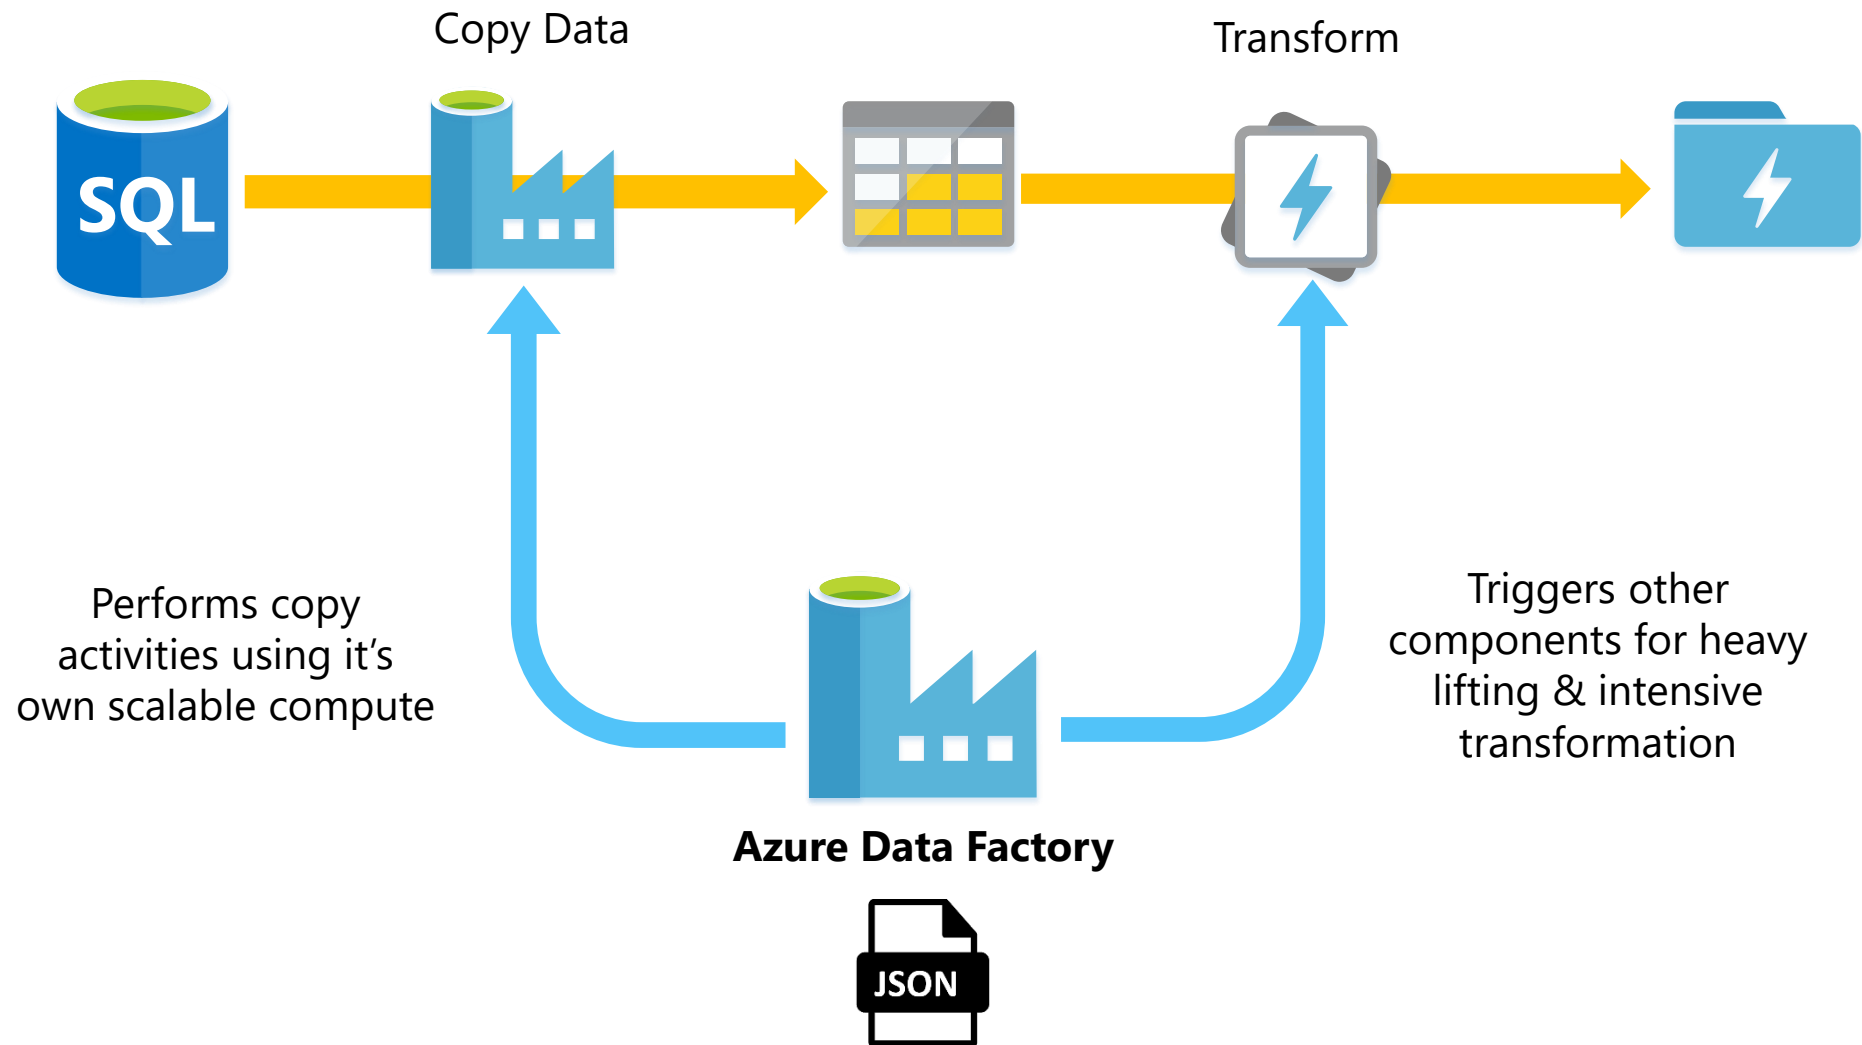 Copy Data
Transform
SQL
Performs copy
activities using it’s
own scalable compute
Triggers other
components for heavy
lifting & intensive
transformation
Azure Data Factory
JSON